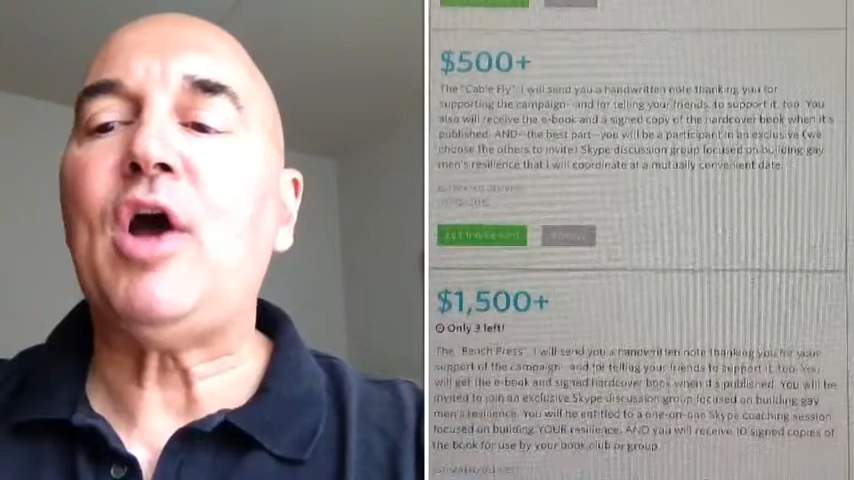 $500+
The "Cable Fly". I will send you a handwritten note thanking you for
supporting the campaign--and for telling your friends to support it, too. You
also will receive the e-book and a signed copy of the hardcover book when it's
published. AND--the best part--you will be a participant in an exclusive (we
choose the others to invite) Skype discussion group focused on building gay
men's resilience that I will coordinate at a mutually convenient date.
$1,500+
Only 3 left!
The "Bench Press". I will send you a handwritten note thanking you for your
support of the campaign--and for telling your friends to support it, too. You
will get the e-book and signed hardcover book when it's published. You will be
invited to join an exclusive Skype discussion group focused on building gay
men's resilience. You will be entitled to a one-on-one Skype coaching session
focused on building YOUR resilience. AND you will receive 10 signed copies of
the book for use by your book club or group.